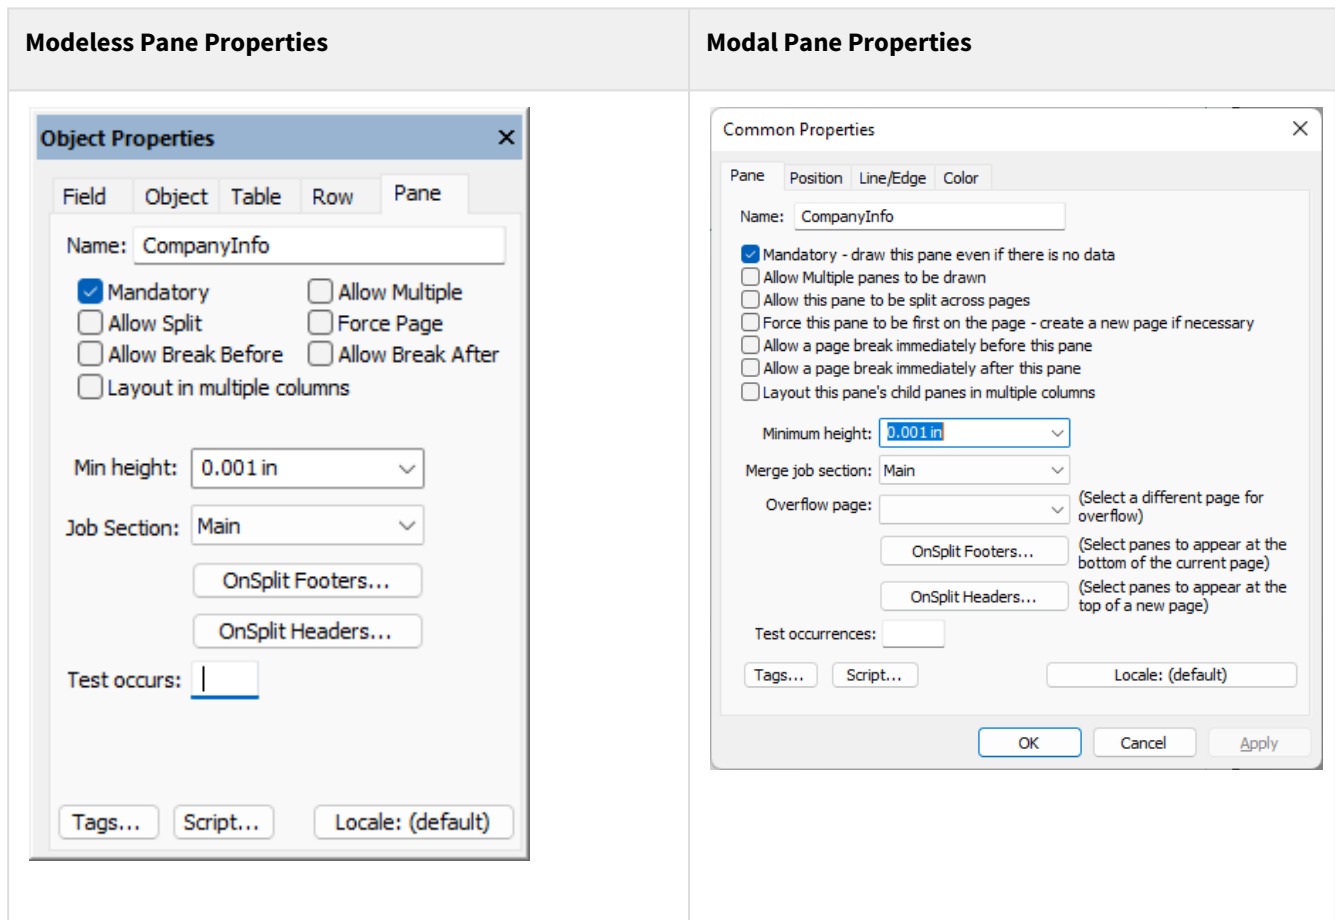 Modeless Pane Properties
Modal Pane Properties
Object Properties
Field Object Table Row Pane
Name: CompanyInfo
Mandatory Allow Multiple
Allow Split Force Page
Allow Break Before Allow Break After
Layout in multiple columns
Min height: 0.001 in
Job Section: Main
OnSplit Footers...
OnSplit Headers...
Test occurs:
Tags... Script... Locale: (default)
Common Properties
Pane Position Line/Edge Color
Name: CompanyInfo
Mandatory - draw this pane even if there is no data
Allow Multiple panes to be drawn
Allow this pane to be split across pages
Force this pane to be first on the page - create a new page if necessary
Allow a page break immediately before this pane
Allow a page break immediately after this pane
Layout this pane's child panes in multiple columns
Minimum height: 0.001 in
Merge job section: Main
Overflow page: (Select a different page for
overflow)
OnSplit Footers... (Select panes to appear at the
bottom of the current page)
OnSplit Headers... (Select panes to appear at the
top of a new page)
Test occurrences:
Tags... Script... Locale: (default)
OK Cancel Apply